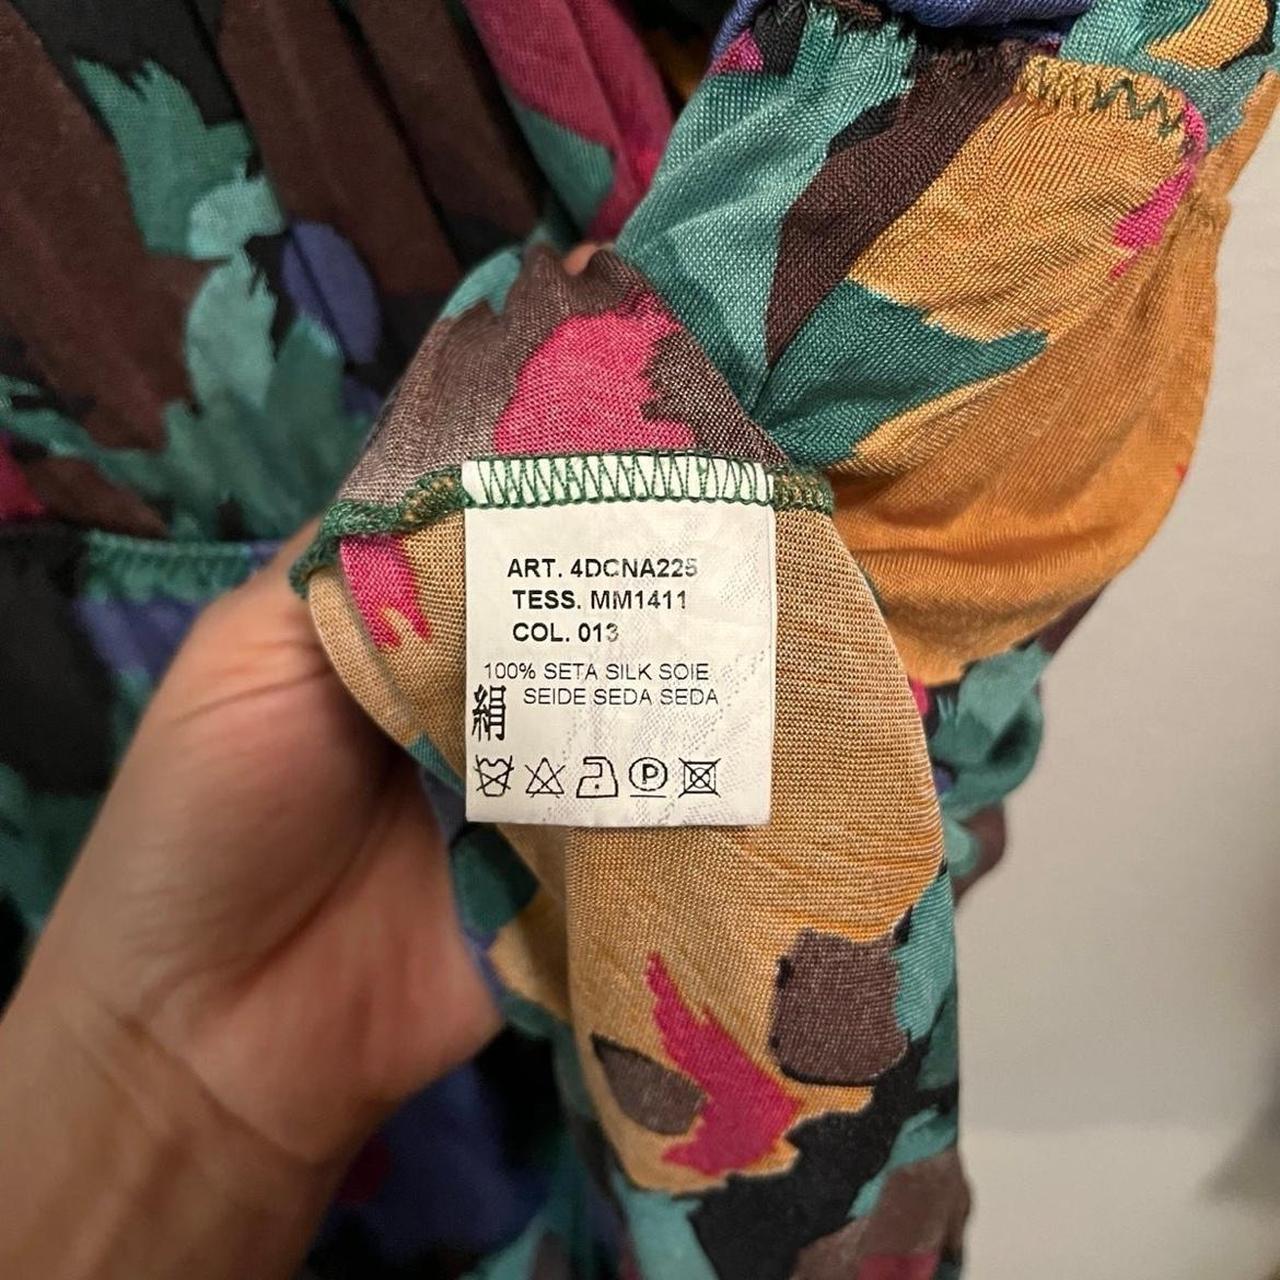 ART. 4DCNA225
TESS. MM1411
COL. 013
100% SETA SILK SOIE
絹 SEIDE SEDA SEDA
P